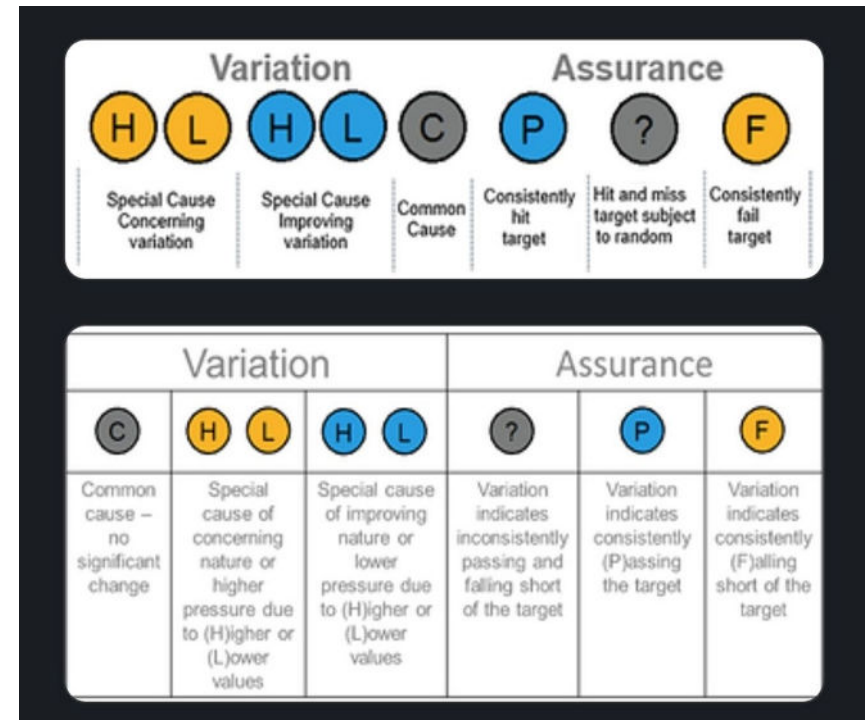 Variation
Assurance
H L H L C P ? F
Special Cause
Concerning
variation
Special Cause
Improving
variation
Common
Cause
Consistently
hit
target
Hit and miss
target subject
to random
Consistently
fail
target
Variation
Assurance
C H L H L ? P F
Common
cause –
no
significant
change
Special
cause of
concerning
nature or
higher
pressure due
to (H)igher or
(L)ower
values
Special cause
of improving
nature or
lower
pressure due
to (H)igher or
(L)ower
values
Variation
indicates
inconsistently
passing and
falling short
of the target
Variation
indicates
consistently
(P)assing
the target
Variation
indicates
consistently
(F)alling
short of the
target